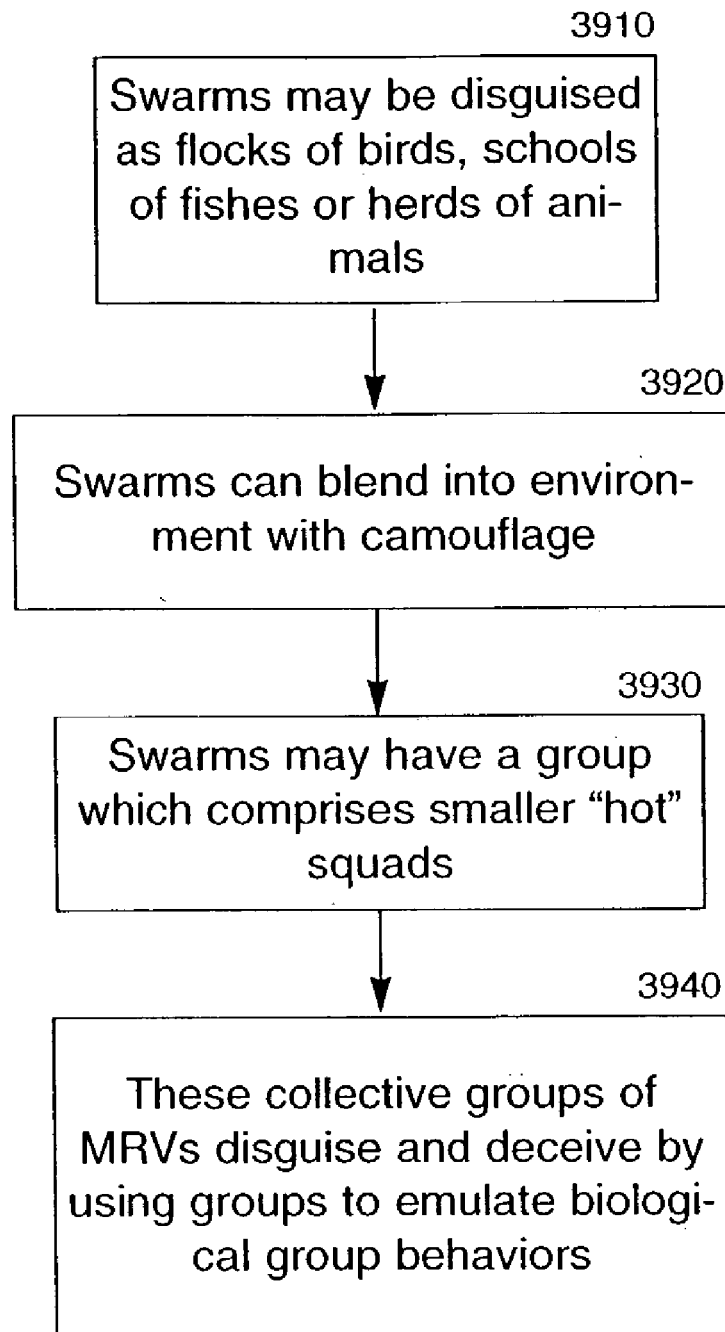 3910
Swarms may be disguised
as flocks of birds, schools
of fishes or herds of ani-
mals
3920
Swarms can blend into environ-
ment with camouflage
3930
Swarms may have a group
which comprises smaller “hot”
squads
3940
These collective groups of
MRVs disguise and deceive by
using groups to emulate biologi-
cal group behaviors